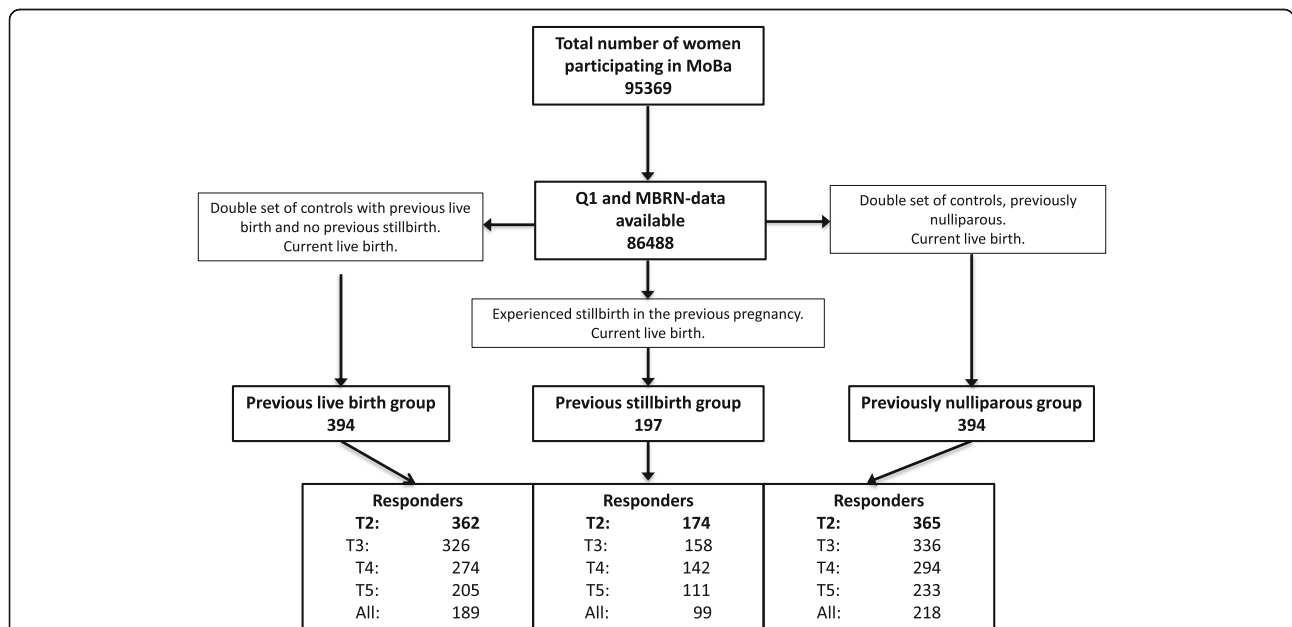 Total number of women
participating in MoBa
95369
Q1 and MBRN-data
available
86488
Double set of controls with previous live
birth and no previous stillbirth.
Current live birth.
Double set of controls, previously
nulliparous.
Current live birth.
Experienced stillbirth in the previous pregnancy.
Current live birth.
Previous live birth group
394
Previous stillbirth group
197
Previously nulliparous group
394
Responders
T2: 362
T3: 326
T4: 274
T5: 205
All: 189
Responders
T2: 174
T3: 158
T4: 142
T5: 111
All: 99
Responders
T2: 365
T3: 336
T4: 294
T5: 233
All: 218